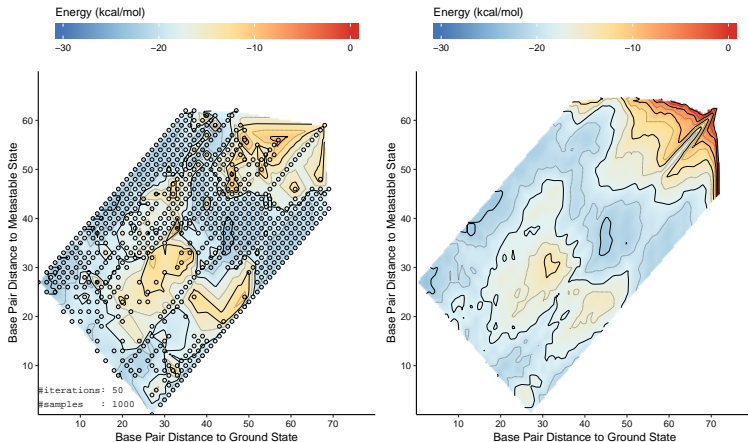 Energy (kcal/mol)
−30 −20 −10 0
Base Pair Distance to Metastable State
60
50
40
30
20
10
#iterations: 50
#samples : 1000
10 20 30 40 50 60 70
Base Pair Distance to Ground State
Energy (kcal/mol)
−30 −20 −10 0
Base Pair Distance to Metastable State
60
50
40
30
20
10
10 20 30 40 50 60 70
Base Pair Distance to Ground State